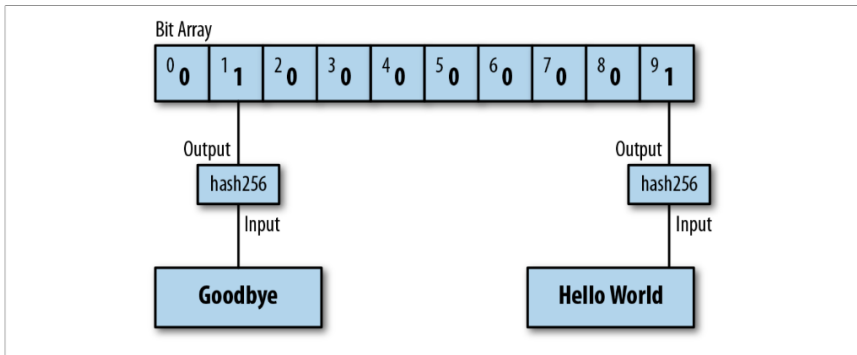 Bit Array
0 0 1 1 2 0 3 0 4 0 5 0 6 0 7 0 8 0 9 1
Output Output
hash256 hash256
Input Input
Goodbye Hello World